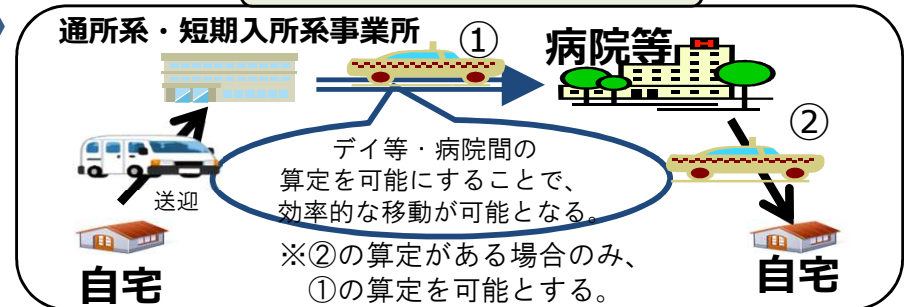 通所系・短期入所系事業所
①
病院等
H
②
デイ等・病院間の
算定を可能にすることで、
効率的な移動が可能となる。
送迎
※②の算定がある場合のみ、
①の算定を可能とする。
自宅
自宅